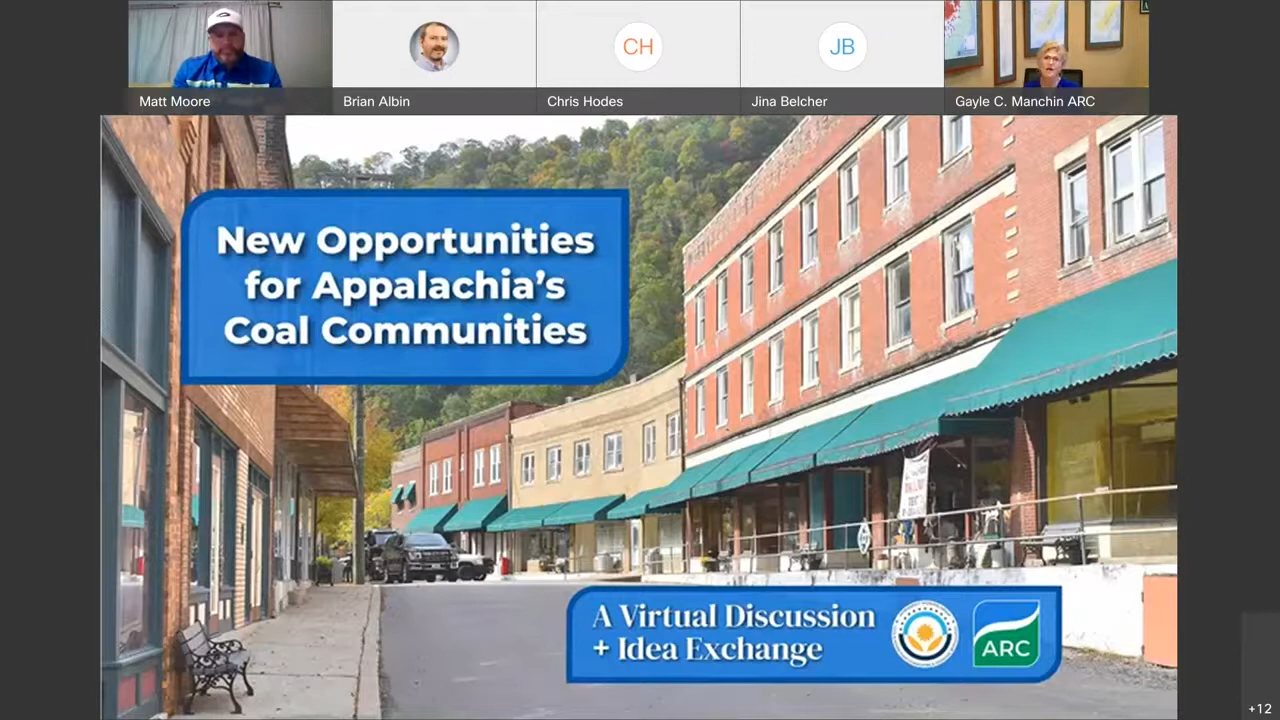 Matt Moore
Brian Albin
CH
Chris Hodes
JB
Jina Belcher
Gayle C. Manchin ARC
New Opportunities
for Appalachia's
Coal Communities
A Virtual Discussion
+ Idea Exchange
ARC
+12